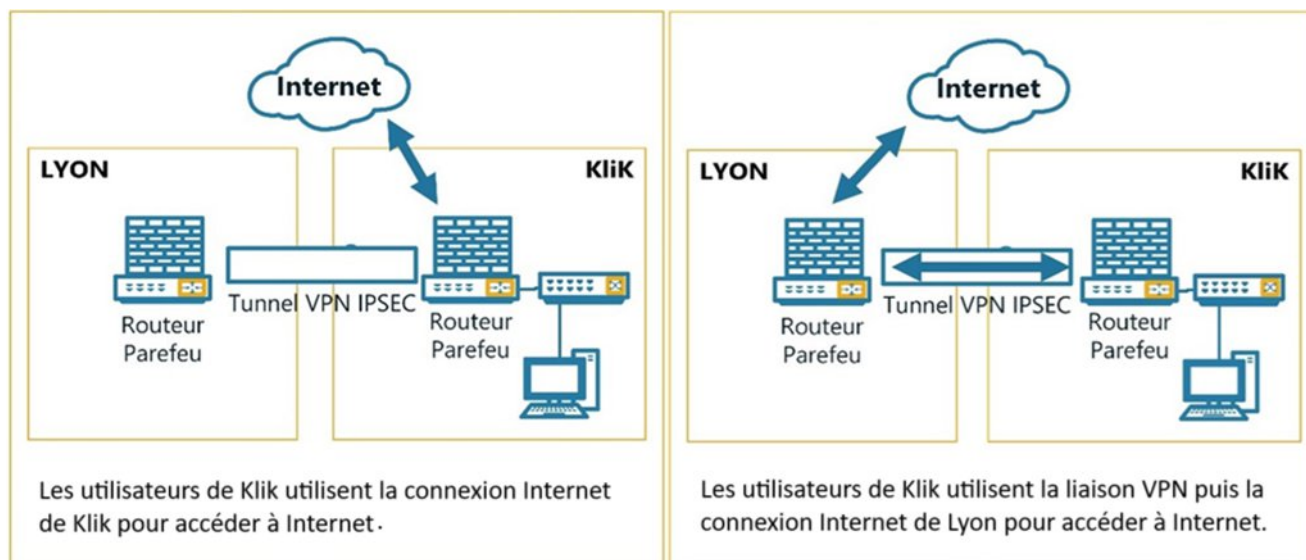 Internet
LYON
KliK
Tunnel VPN IPSEC
Routeur
Parefeu
Routeur
Parefeu
Les utilisateurs de Klik utilisent la connexion Internet
de Klik pour accéder à Internet.
Internet
LYON
KliK
Tunnel VPN IPSEC
Routeur
Parefeu
Routeur
Parefeu
Les utilisateurs de Klik utilisent la liaison VPN puis la
connexion Internet de Lyon pour accéder à Internet.